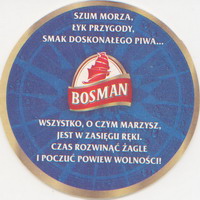 SZUM MORZA,
ŁYK PRZYGODY,
SMAK DOSKONAŁEGO PIWA...
BOSMAN
WSZYSTKO, O CZYM MARZYSZ,
JEST W ZASIĘGU RĘKI.
CZAS ROZWINĄĆ ŻAGLE
I POCZUĆ POWIEW WOLNOŚCI!